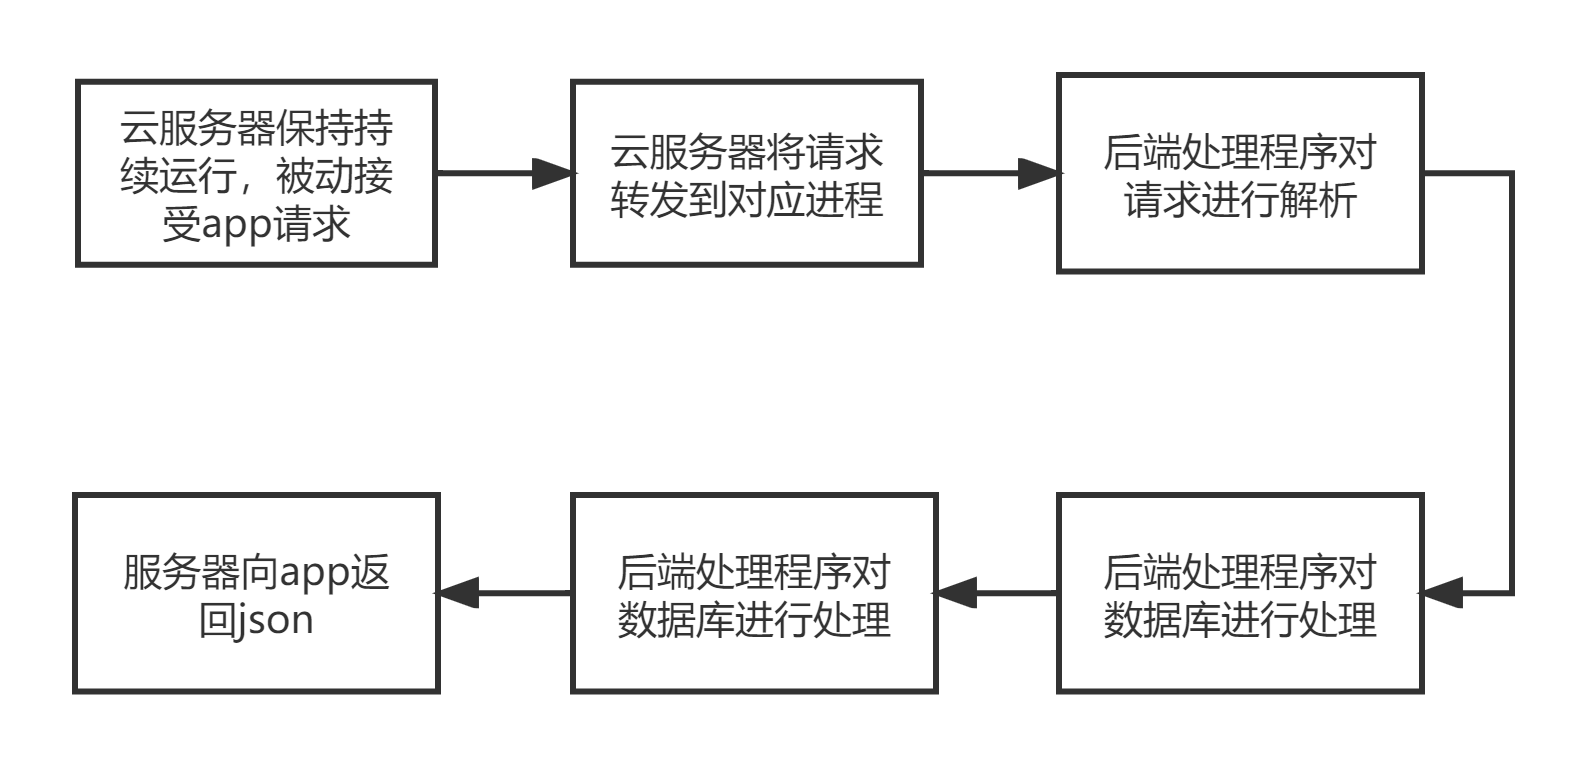 云服务器保持持
续运行，被动接
受app请求
云服务器将请求
转发到对应进程
后端处理程序对
请求进行解析
后端处理程序对
数据库进行处理
后端处理程序对
数据库进行处理
服务器向app返
回json